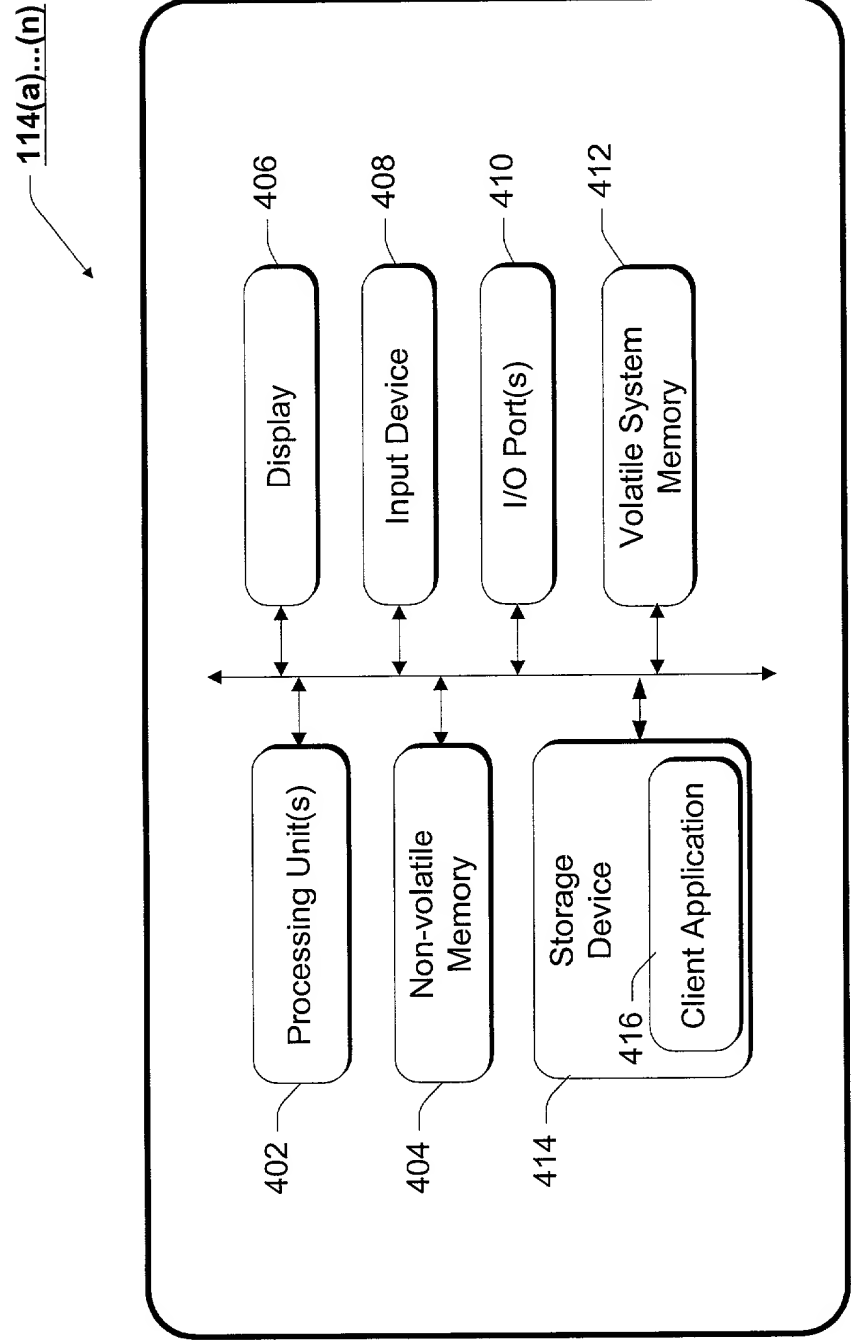 114(a)...(n)
402
Processing Unit(s)
404
Non-volatile
Memory
414
Storage
Device
416
Client Application
Display
406
Input Device
408
I/O Port(s)
410
Volatile System
Memory
412